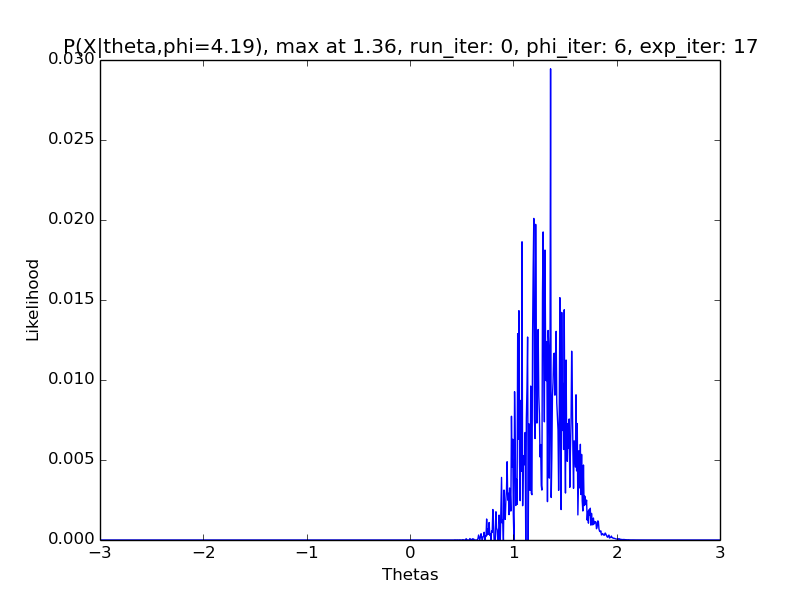 P(X|theta,phi=4.19), max at 1.36, run_iter: 0, phi_iter: 6, exp_iter: 17
0.030
0.025
0.020
0.015
0.010
0.005
0.000
Likelihood
−3 −2 −1 0 1 2 3
Thetas